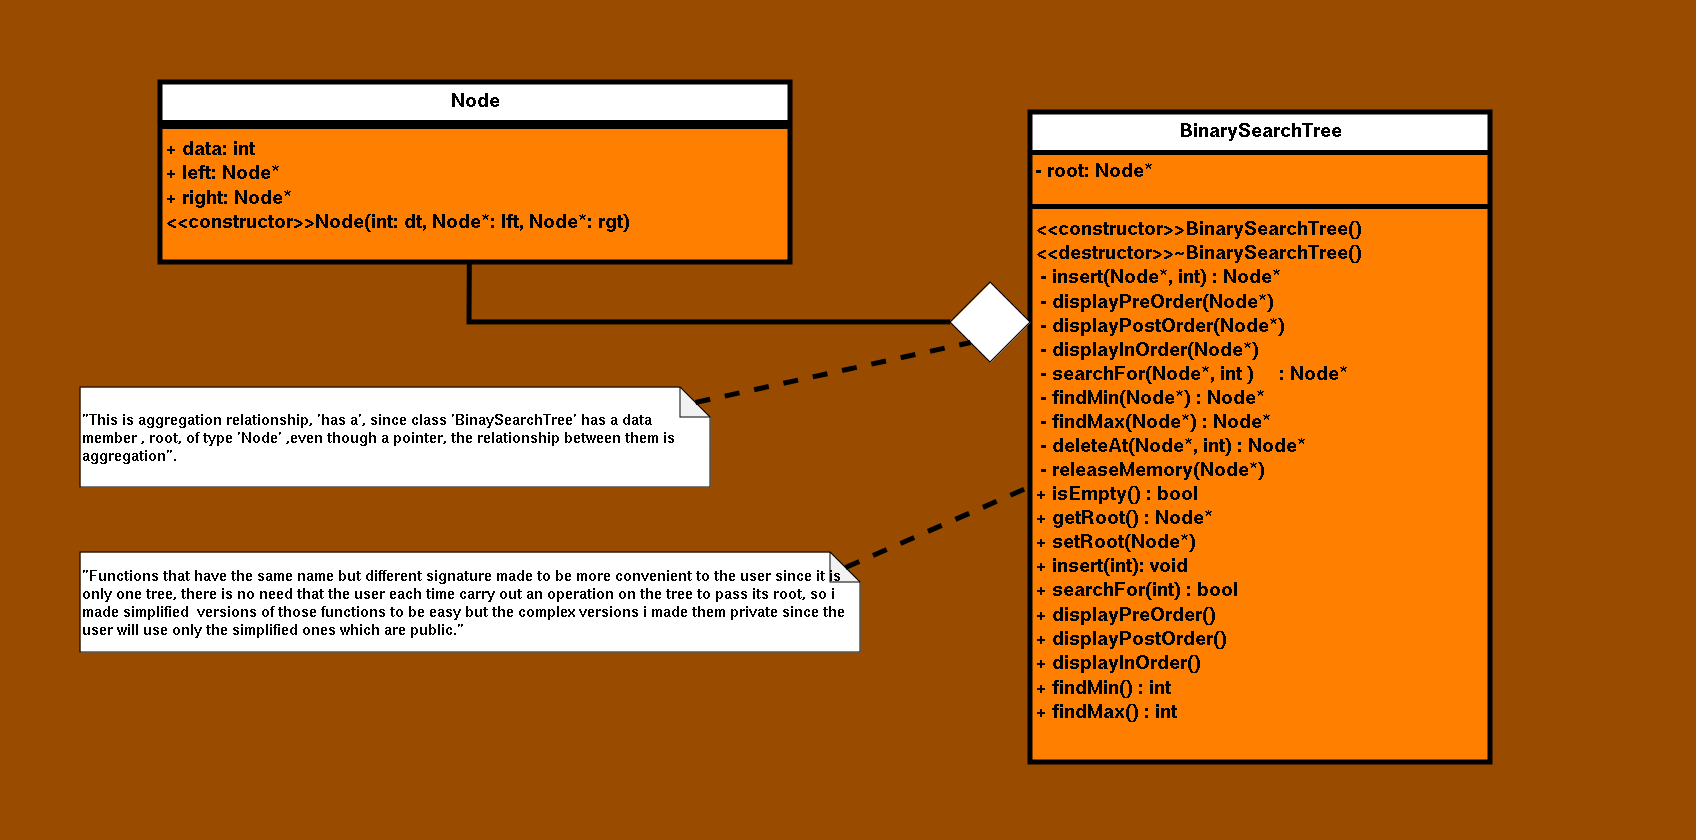 Node
+ data: int
+ left: Node*
+ right: Node*
<<constructor>>Node(int: dt, Node*: lft, Node*: rgt)
BinarySearchTree
- root: Node*
<<constructor>>BinarySearchTree()
<<destructor>>~BinarySearchTree()
- insert(Node*, int) : Node*
- displayPreOrder(Node*)
- displayPostOrder(Node*)
- displayInOrder(Node*)
- searchFor(Node*, int ) : Node*
- findMin(Node*) : Node*
- findMax(Node*) : Node*
- deleteAt(Node*, int) : Node*
- releaseMemory(Node*)
+ isEmpty() : bool
+ getRoot() : Node*
+ setRoot(Node*)
+ insert(int): void
+ searchFor(int) : bool
+ displayPreOrder()
+ displayPostOrder()
+ displayInOrder()
+ findMin() : int
+ findMax() : int
"This is aggregation relationship, 'has a', since class 'BinaySearchTree' has a data
member , root, of type 'Node' ,even though a pointer, the relationship between them is
aggregation".
"Functions that have the same name but different signature made to be more convenient to the user since it is
only one tree, there is no need that the user each time carry out an operation on the tree to pass its root, so i
made simplified  versions of those functions to be easy but the complex versions i made them private since the
user will use only the simplified ones which are public."